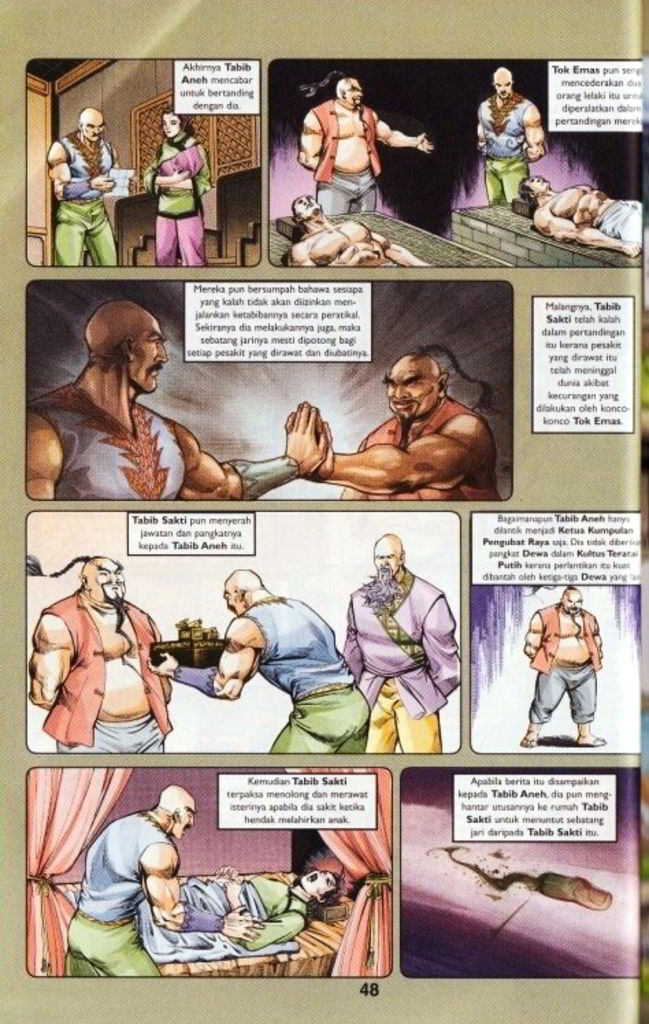 Akhirnya Tabib
Aneh mencabar
untuk bertanding
dengan dia.
Tok Emas pun
mencederakan
orang lelaki itu
diperalatkan dalam
pertandingan
Mereka pun bersumpah bahawa sesiapa
yang kalah tidak akan diizinkan men-
jalankan ketabibannya secara peratikal.
Sekiranya dia melakukannya juga, maka
sebatang jarinya mesti dipotong bagi
setiap pesakit yang dirawat dan diubatinya.
Malangnya, Tabib
Sakti telah kalah
dalam pertandingan
itu kerana pesakit
yang dirawat itu
telah meninggal
dunia akibat
kecurangan yang
dilakukan oleh konco-
konco Tok Emas.
Tabib Sakti pun menyerah
jawatan dan pangkatnya
kepada Tabib Aneh itu.
Bagaimanapun Tabib Aneh hanya
dilantik menjadi Ketua Kumpulan
Pengubat Raya saja. Dia tidak
pangkat Dewa dalam Kultus Teratai
Putih kerana perlantikan itu kuat
dibantah oleh ketiga-tiga Dewa yang
Kemudian Tabib Sakti
terpaksa menolong dan merawat
isterinya apabila dia sakit ketika
hendak melahirkan anak.
Apabila berita itu disampaikan
kepada Tabib Aneh, dia pun meng-
hantar utusannya ke rumah Tabib
Sakti untuk menuntut sebatang
jari daripada Tabib Sakti itu.
48